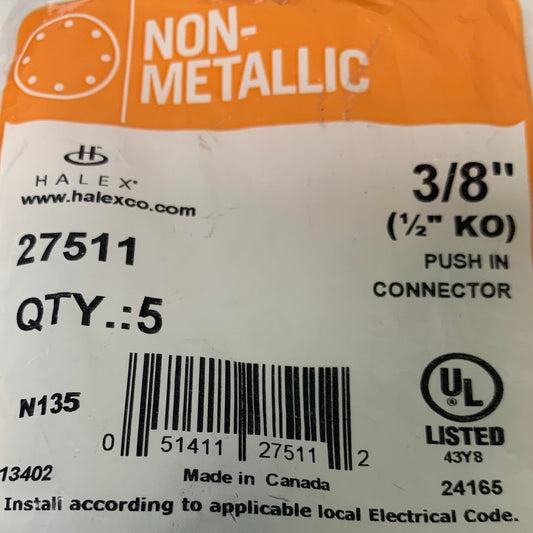 NON-
METALLIC
HALEX®
www.halexco.com
3/8"
(½" KO)
27511
PUSH IN
CONNECTOR
QTY.:5
UL
®
LISTED
43Y8
N135
0 51411 27511 2
13402
Made in Canada
24165
Install according to applicable local Electrical Code.